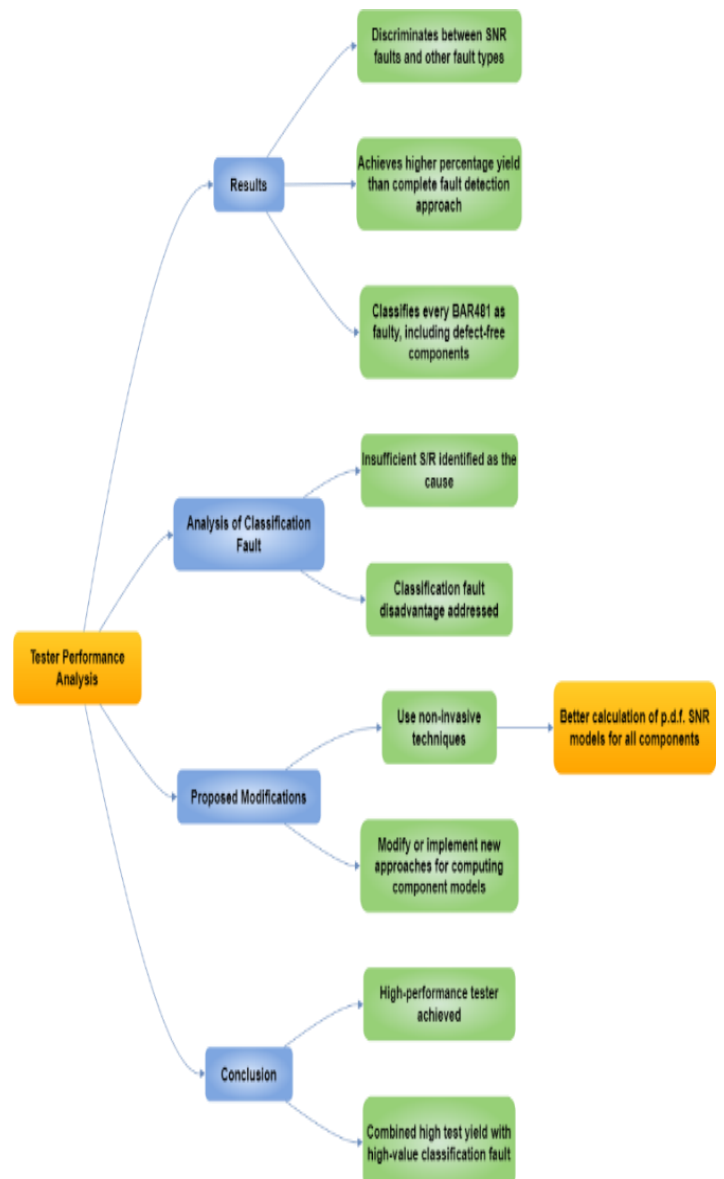 Discriminates between SNR
faults and other fault types
Results
Achieves higher percentage yield
than complete fault detection
approach
Classifies every BAR481 as
faulty, including defect-free
components
Insufficient S/R identified as the
cause
Analysis of Classification
Fault
Classification fault
disadvantage addressed
Tester Performance
Analysis
Use non-invasive
techniques
Better calculation of p.d.f. SNR
models for all components
Proposed Modifications
Modify or implement new
approaches for computing
component models
High-performance tester
achieved
Conclusion
Combined high test yield with
high-value classification fault